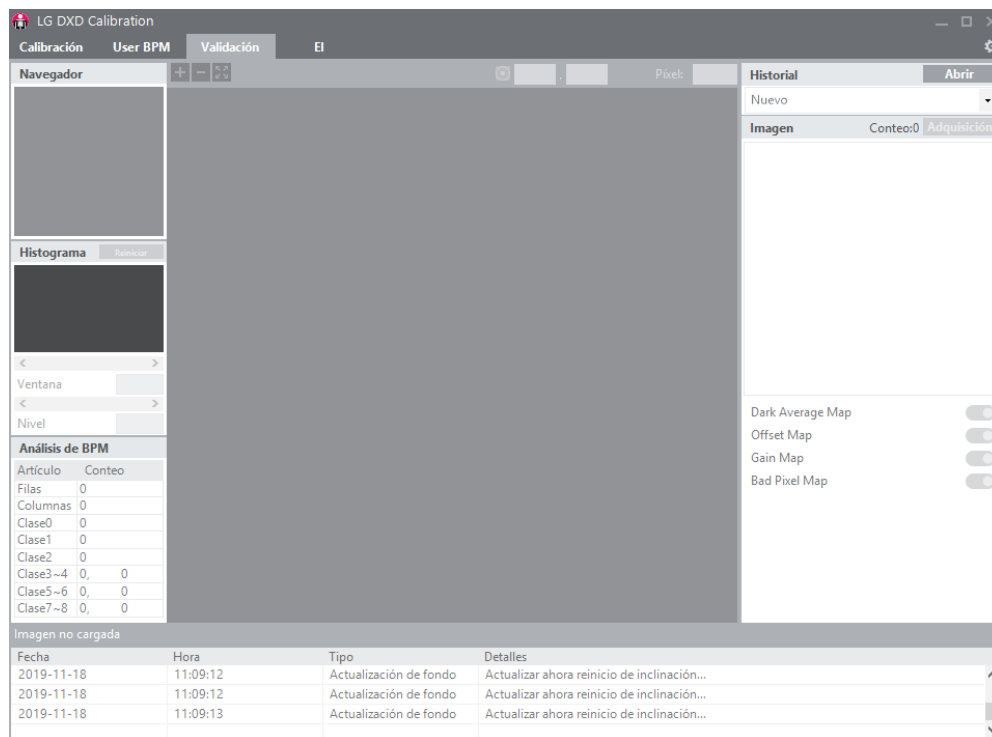 LG DXD Calibration
Calibración User BPM Validación EI
Navegador
Píxel:
Historial Abrir
Nuevo
Imagen Conteo:0 Adquisición
Histograma Reiniciar
Ventana
Nivel
Dark Average Map
Offset Map
Gain Map
Bad Pixel Map
Análisis de BPM
Artículo Conteo
Filas 0
Columnas 0
Clase0 0
Clase1 0
Clase2 0
Clase3~4 0, 0
Clase5~6 0, 0
Clase7~8 0, 0
Imagen no cargada
Fecha Hora Tipo Detalles
2019-11-18 11:09:12 Actualización de fondo Actualizar ahora reinicio de inclinación...
2019-11-18 11:09:12 Actualización de fondo Actualizar ahora reinicio de inclinación...
2019-11-18 11:09:13 Actualización de fondo Actualizar ahora reinicio de inclinación...